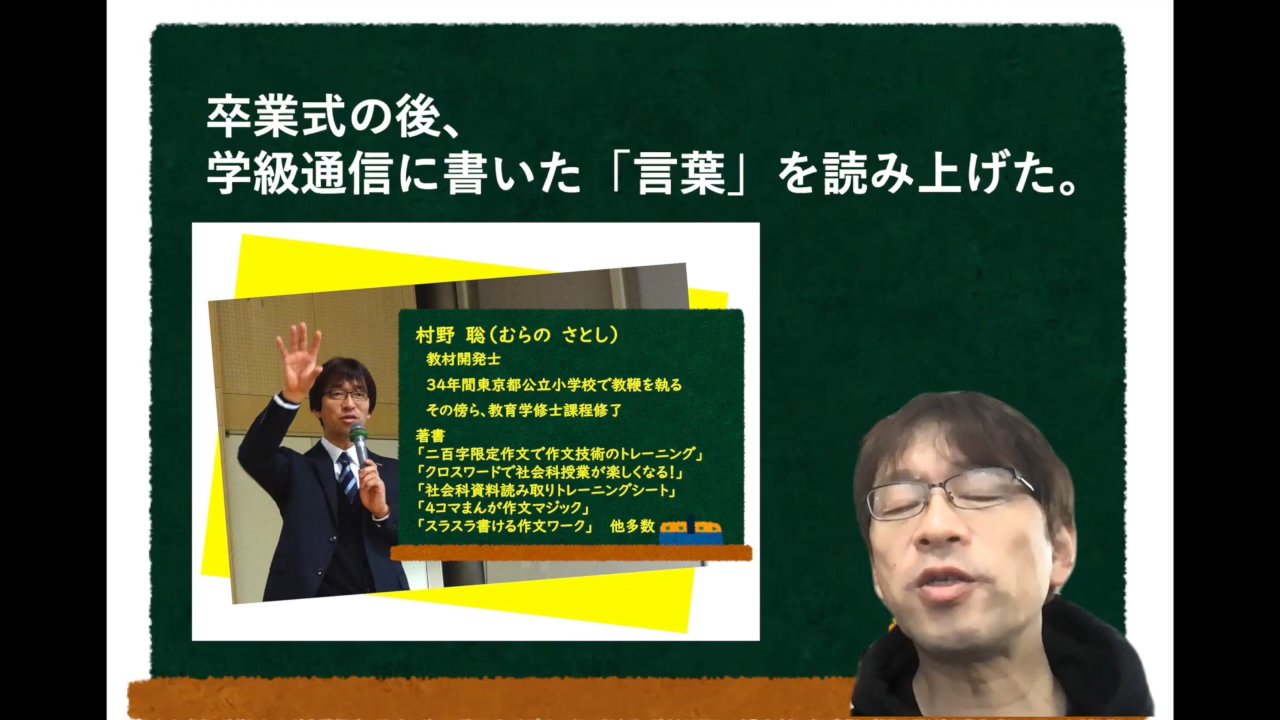 卒業式の後、
学級通信に書いた「言葉」を読み上げた。
村野 聡(むらの さとし)
教材開発士
34年間東京都公立小学校で教鞭を執る
その傍ら、教育学修士課程修了
著書
「二百字限定作文で作文技術のトレーニング」
「クロスワードで社会科授業が楽しくなる!」
「社会科資料読み取りトレーニングシート」
「4コマまんが作文マジック」
「スラスラ書ける作文ワーク」 他多数